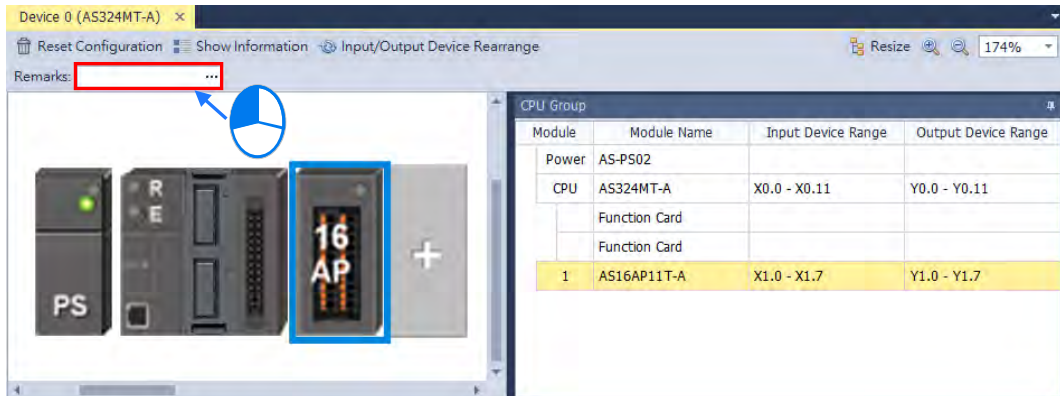 Device 0 (AS324MT-A) ×
Reset Configuration Show Information Input/Output Device Rearrange Resize 174%
Remarks: ...
CPU Group
Module Module Name Input Device Range Output Device Range
Power AS-PS02
CPU AS324MT-A X0.0 - X0.11 Y0.0 - Y0.11
Function Card
Function Card
1 AS16AP11T-A X1.0 - X1.7 Y1.0 - Y1.7
R
E
16
AP
+
PS